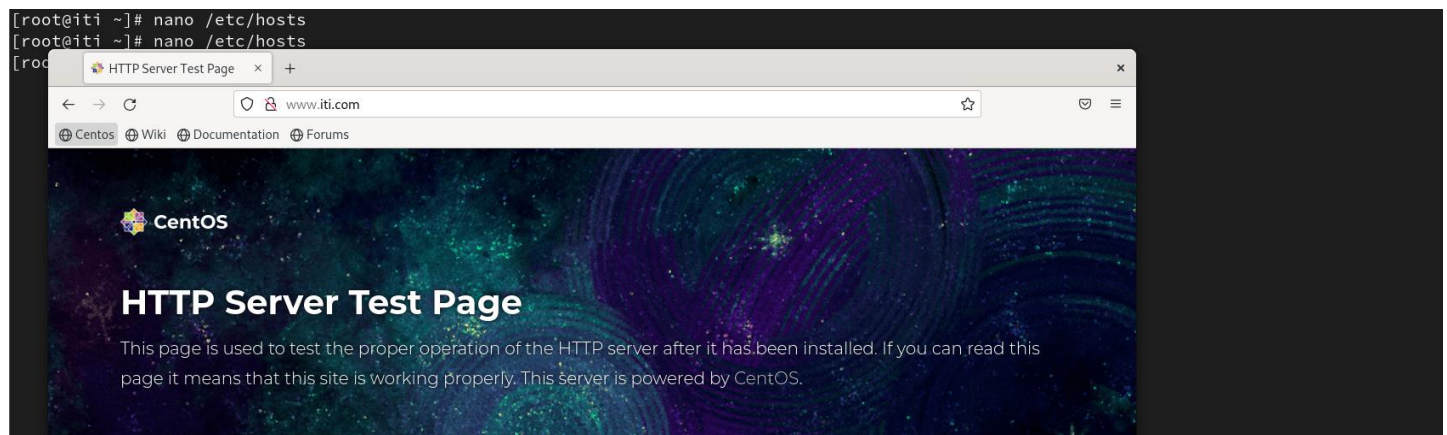 [root@iti ~]# nano /etc/hosts
[root@iti ~]# nano /etc/hosts
[roo
HTTP Server Test Page
www.iti.com
Centos Wiki Documentation Forums
CentOS
HTTP Server Test Page
This page is used to test the proper operation of the HTTP server after it has been installed. If you can read this
page it means that this site is working properly. This server is powered by CentOS.